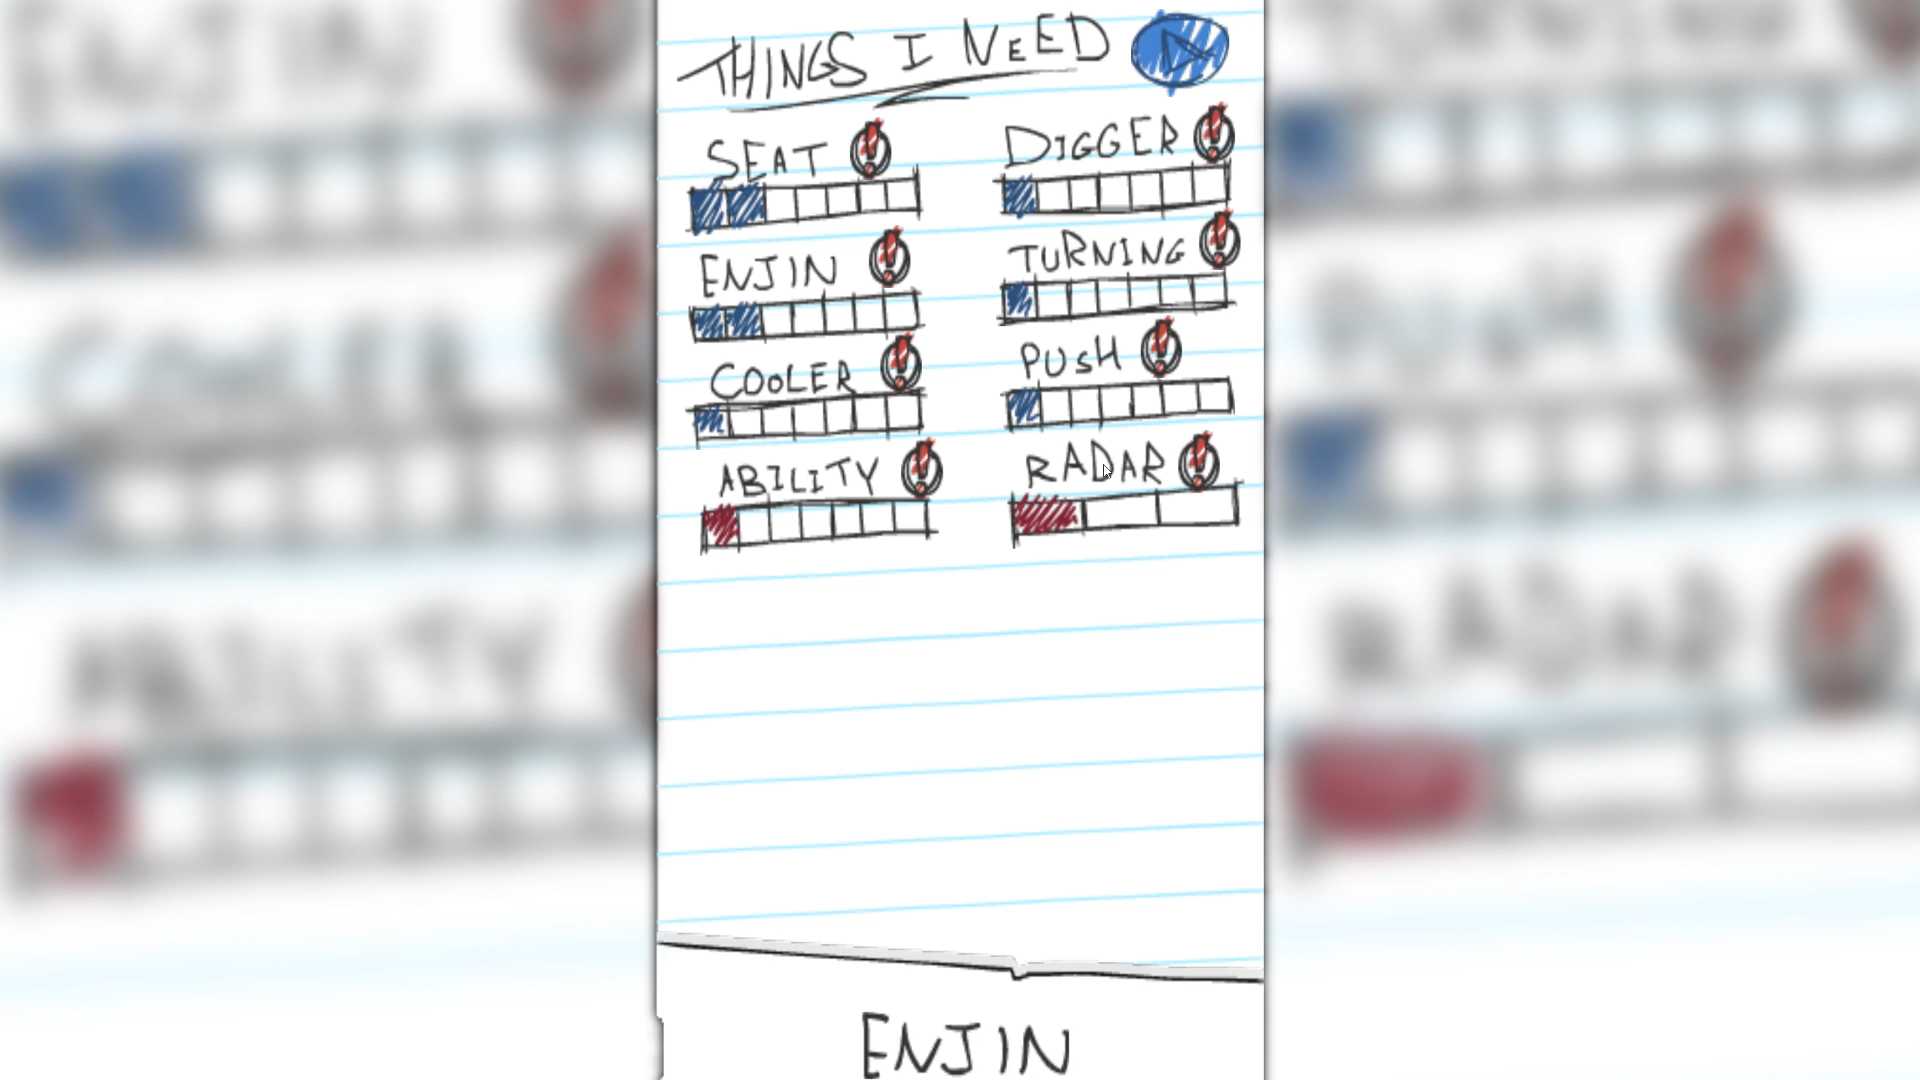 THINGS I NEED
SEAT
DIGGER
ENJIN
TURNING
COOLER
PUSH
ABILITY
RADAR
ENJIN